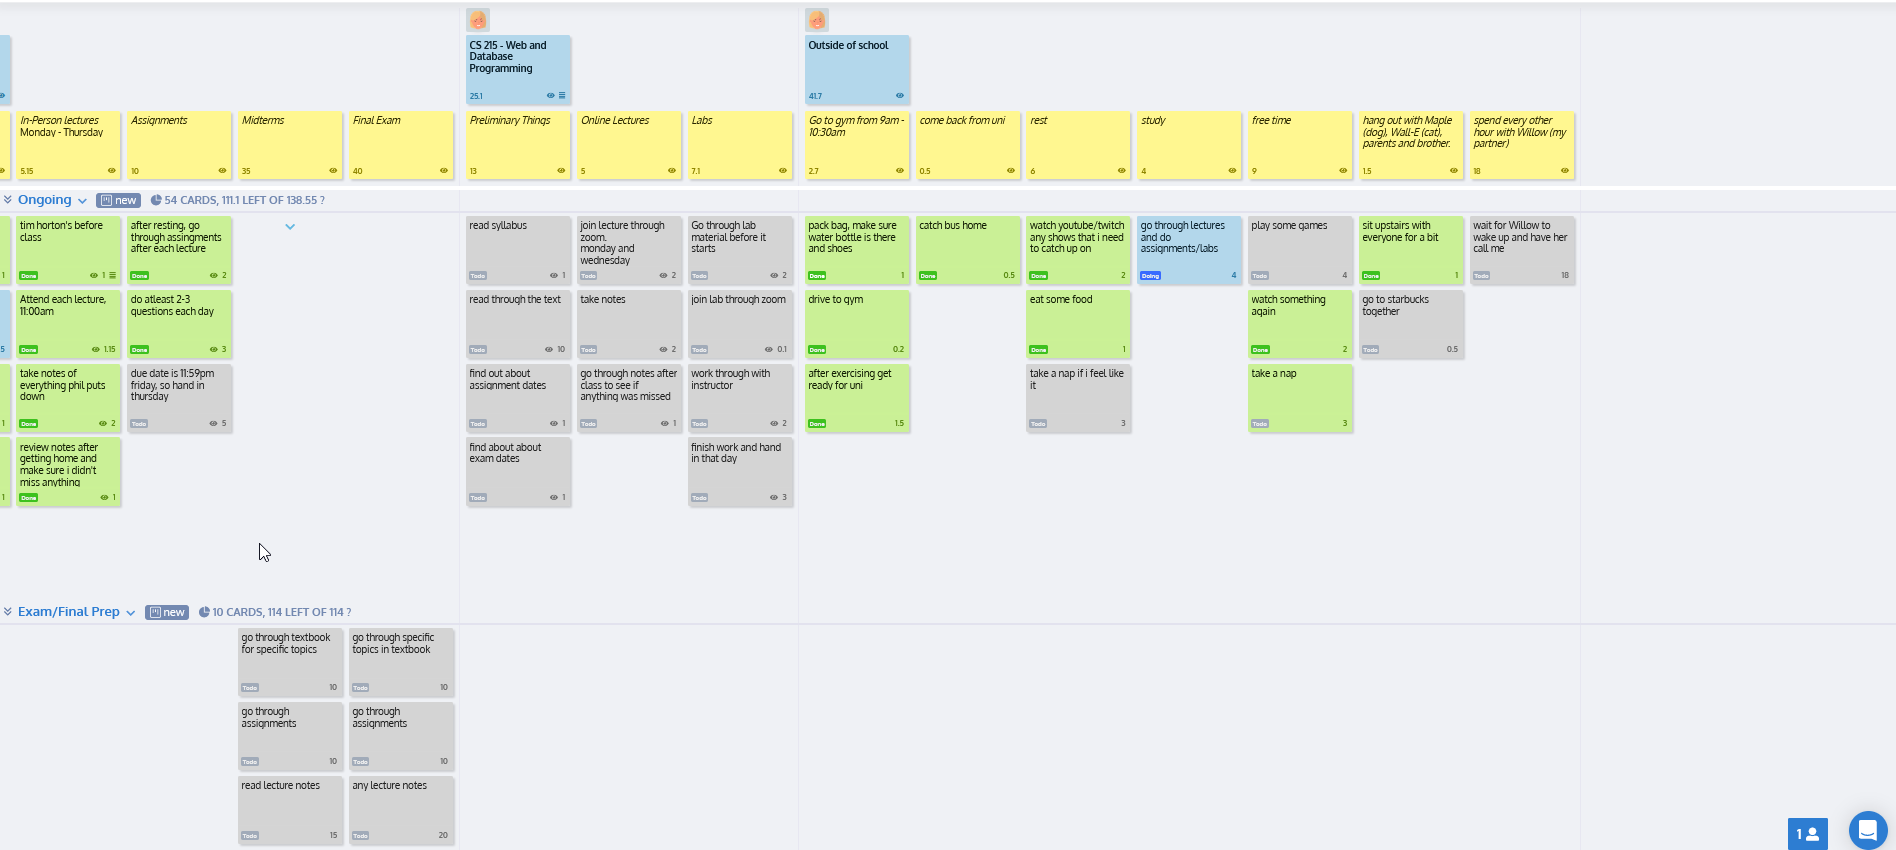 CS 215 - Web and
Database
Programming
25.1
Outside of school
41.7
In-Person lectures
Monday - Thursday
5.15
Assignments
10
Midterms
35
Final Exam
40
Preliminary Things
13
Online Lectures
5
Labs
7.1
Go to gym from 9am -
10:30am
2.7
come back from uni
0.5
rest
6
study
4
free time
9
hang out with Maple
(dog), Wall-E (cat),
parents and brother.
1.5
spend every other
hour with Willow (my
partner)
18
Ongoing
new
54 CARDS, 111.1 LEFT OF 138.55 ?
1
tim horton's before
class
Done
1
after resting, go
through assingments
after each lecture
Done
2
read syllabus
Todo
1
join lecture through
zoom.
monday and
wednesday
Todo
2
Go through lab
material before it
starts
Todo
2
pack bag, make sure
water bottle is there
and shoes
Done
1
catch bus home
Done
0.5
watch youtube/twitch
any shows that i need
to catch up on
Done
2
go through lectures
and do
assignments/labs
Doing
4
play some games
Todo
4
sit upstairs with
everyone for a bit
Done
1
wait for Willow to
wake up and have her
call me
Todo
18
5
Attend each lecture,
11:00am
Done
1.15
do atleast 2-3
questions each day
Done
3
read through the text
Todo
10
take notes
Todo
2
join lab through zoom
Todo
0.1
drive to gym
Done
0.2
eat some food
Done
1
watch something
again
Done
2
go to starbucks
together
Todo
0.5
1
take notes of
everything phil puts
down
Done
2
due date is 11:59pm
friday, so hand in
thursday
Todo
5
find out about
assignment dates
Todo
1
go through notes after
class to see if
anything was missed
Todo
1
work through with
instructor
Todo
2
after exercising get
ready for uni
Done
1.5
take a nap if i feel like
it
Todo
3
take a nap
Todo
3
1
review notes after
getting home and
make sure i didn't
miss anything
Done
1
find about about
exam dates
Todo
1
finish work and hand
in that day
Todo
3
Exam/Final Prep
new
10 CARDS, 114 LEFT OF 114 ?
go through textbook
for specific topics
Todo
10
go through specific
topics in textbook
Todo
10
go through
assignments
Todo
10
go through
assignments
Todo
10
read lecture notes
Todo
15
any lecture notes
Todo
20
1